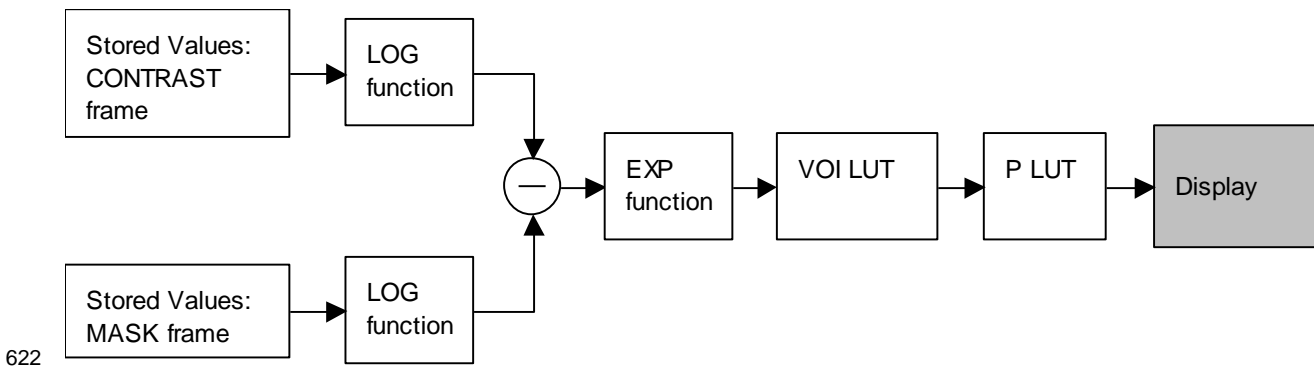 Stored Values:
CONTRAST
frame
LOG
function
—
EXP
function
VOI LUT
P LUT
Display
Stored Values:
MASK frame
LOG
function
622